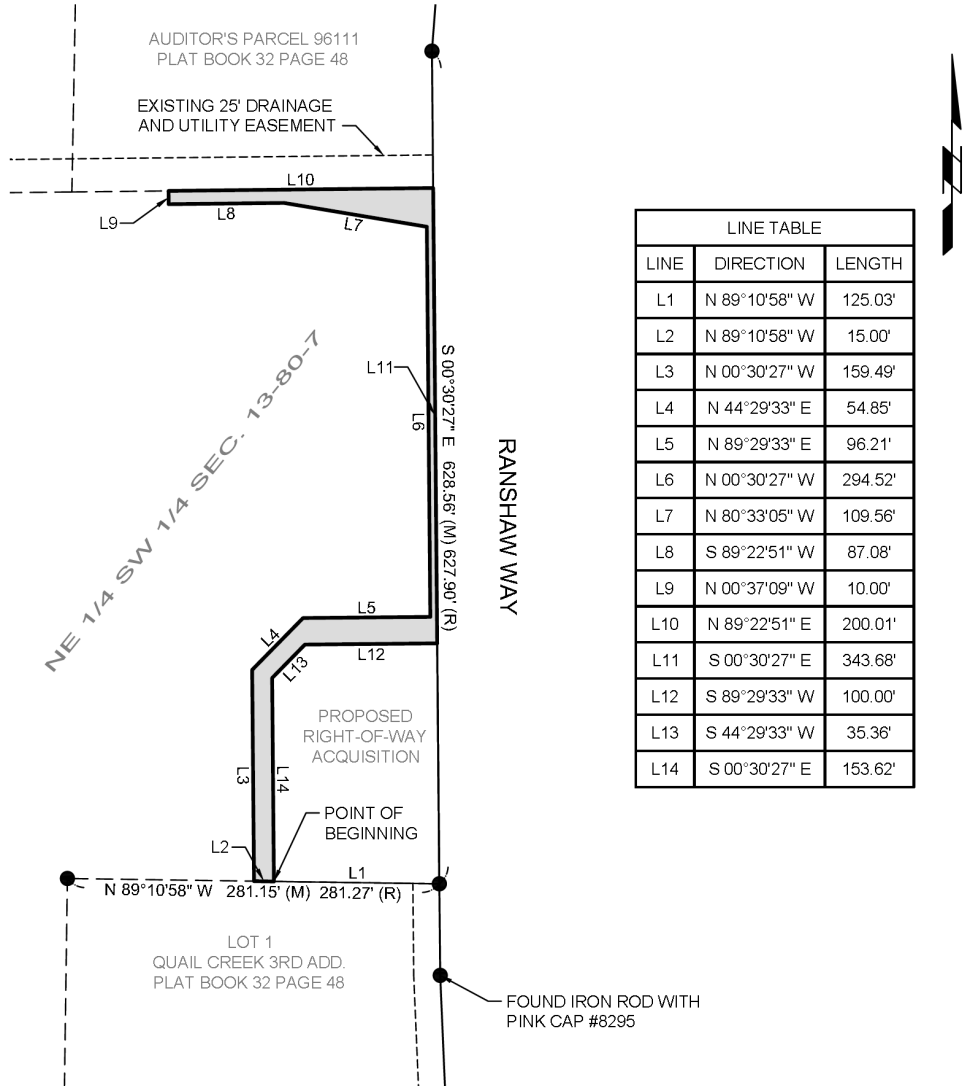 AUDITOR'S PARCEL 96111
PLAT BOOK 32 PAGE 48
EXISTING 25' DRAINAGE
AND UTILITY EASEMENT
L10
L9
L8
L7
N
LINE TABLE
LINE DIRECTION LENGTH
L1 N 89°10'58" W 125.03'
L2 N 89°10'58" W 15.00'
L3 N 00°30'27" W 159.49'
L4 N 44°29'33" E 54.85'
L5 N 89°29'33" E 96.21'
L6 N 00°30'27" W 294.52'
L7 N 80°33'05" W 109.56'
L8 S 89°22'51" W 87.08'
L9 N 00°37'09" W 10.00'
L10 N 89°22'51" E 200.01'
L11 S 00°30'27" E 343.68'
L12 S 89°29'33" W 100.00'
L13 S 44°29'33" W 35.36'
L14 S 00°30'27" E 153.62'
NE 1/4 SW 1/4 SEC. 13-80-7
L11
L6
S 00°30'27" E 628.56' (M) 627.90' (R)
RANSHAW WAY
L5
L4
L12
L13
PROPOSED
RIGHT-OF-WAY
ACQUISITION
L3
L14
POINT OF
BEGINNING
L2
L1
N 89°10'58" W 281.15' (M) 281.27' (R)
LOT 1
QUAIL CREEK 3RD ADD.
PLAT BOOK 32 PAGE 48
FOUND IRON ROD WITH
PINK CAP #8295